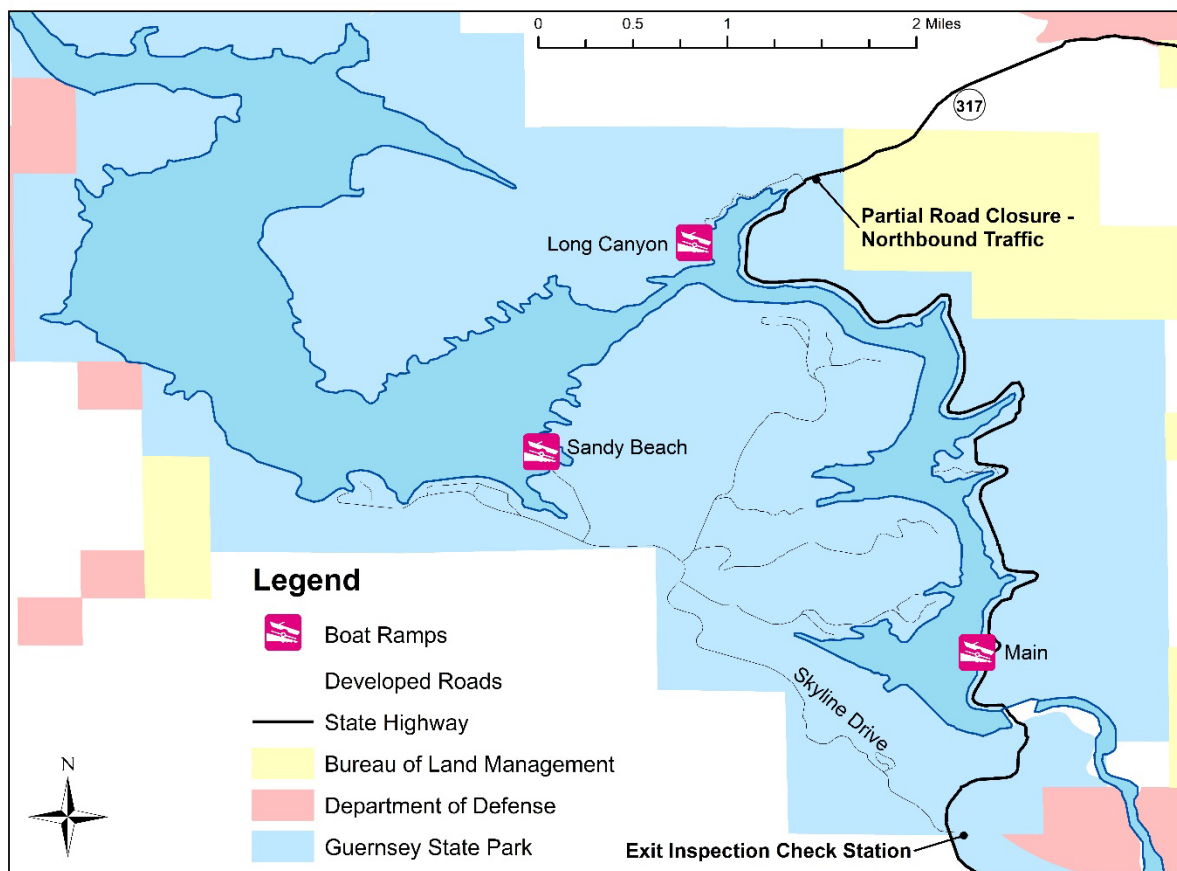 0 0.5 1 2 Miles
317
Partial Road Closure -
Northbound Traffic
Long Canyon
Sandy Beach
Main
Skyline Drive
Exit Inspection Check Station
Legend
Boat Ramps
Developed Roads
State Highway
Bureau of Land Management
Department of Defense
Guernsey State Park
N